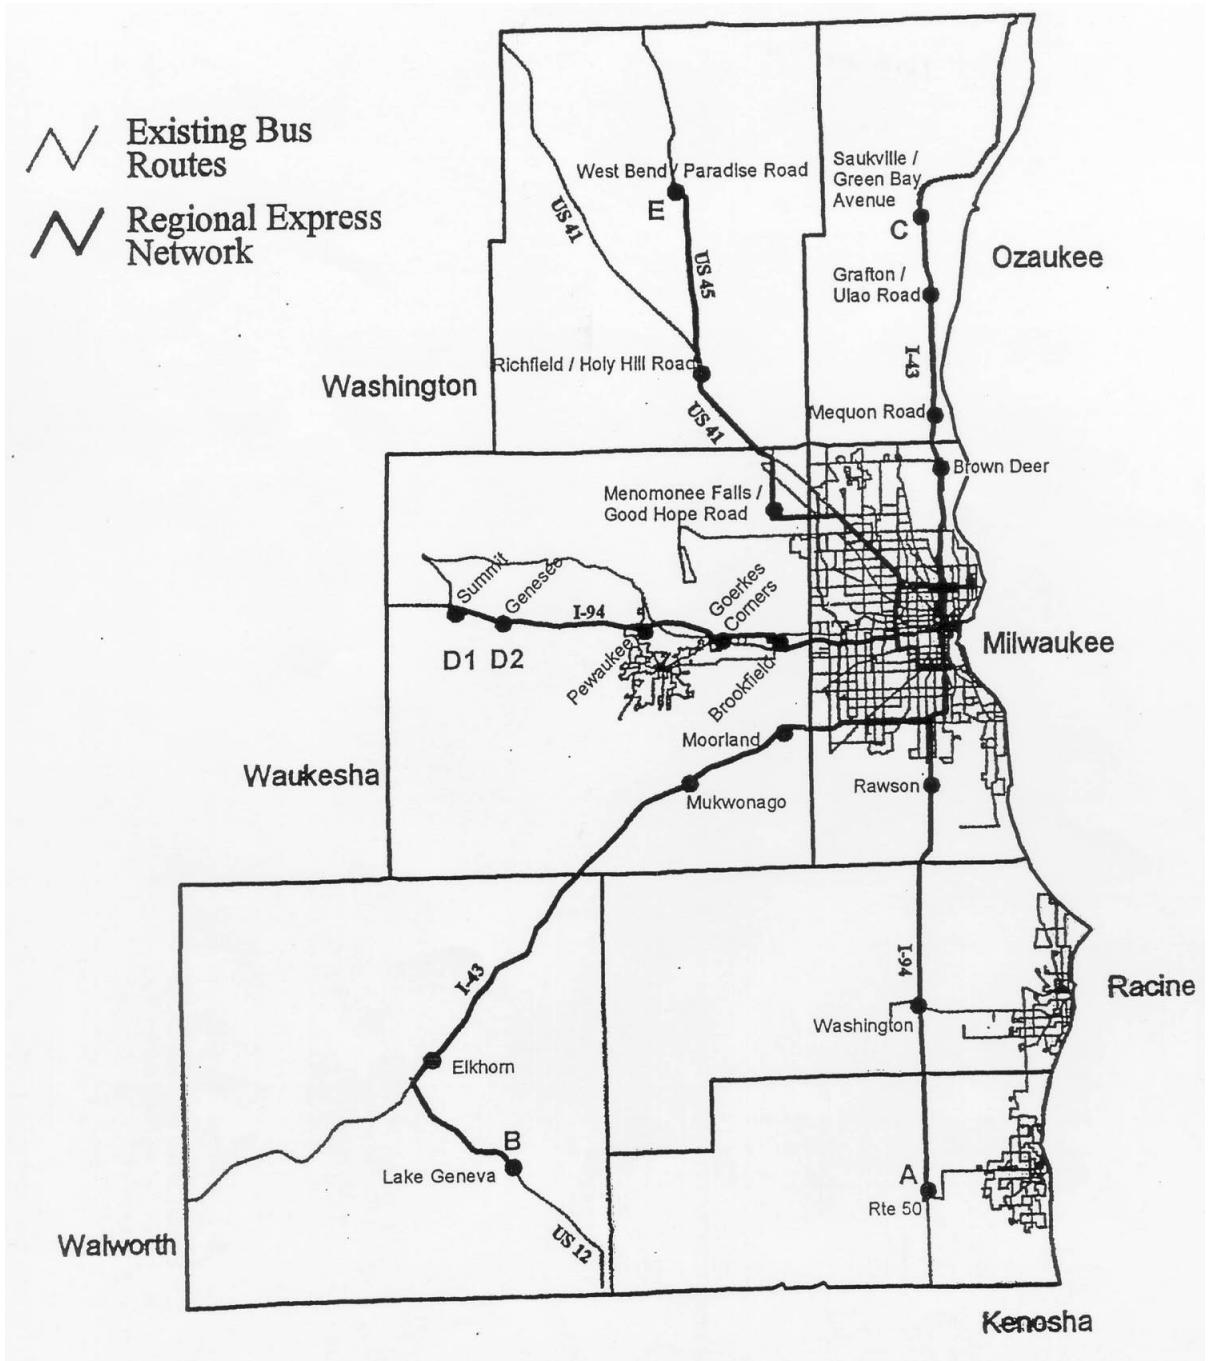 Existing Bus
Routes
Regional Express
Network
West Bend / Paradise Road
E
US 41
US 45
Saukville /
Green Bay
Avenue
C
Ozaukee
Grafton /
Ulao Road
I-43
Richfield / Holy Hill Road
Washington
US 41
Mequon Road
Brown Deer
Menomonee Falls /
Good Hope Road
Summit
Genesee
I-94
Goerkes
Corners
D1
D2
Pewaukee
Brookfield
Milwaukee
Moorland
Waukesha
Mukwonago
Rawson
I-43
I-94
Racine
Washington
Elkhorn
B
Lake Geneva
A
Rte 50
US 12
Walworth
Kenosha